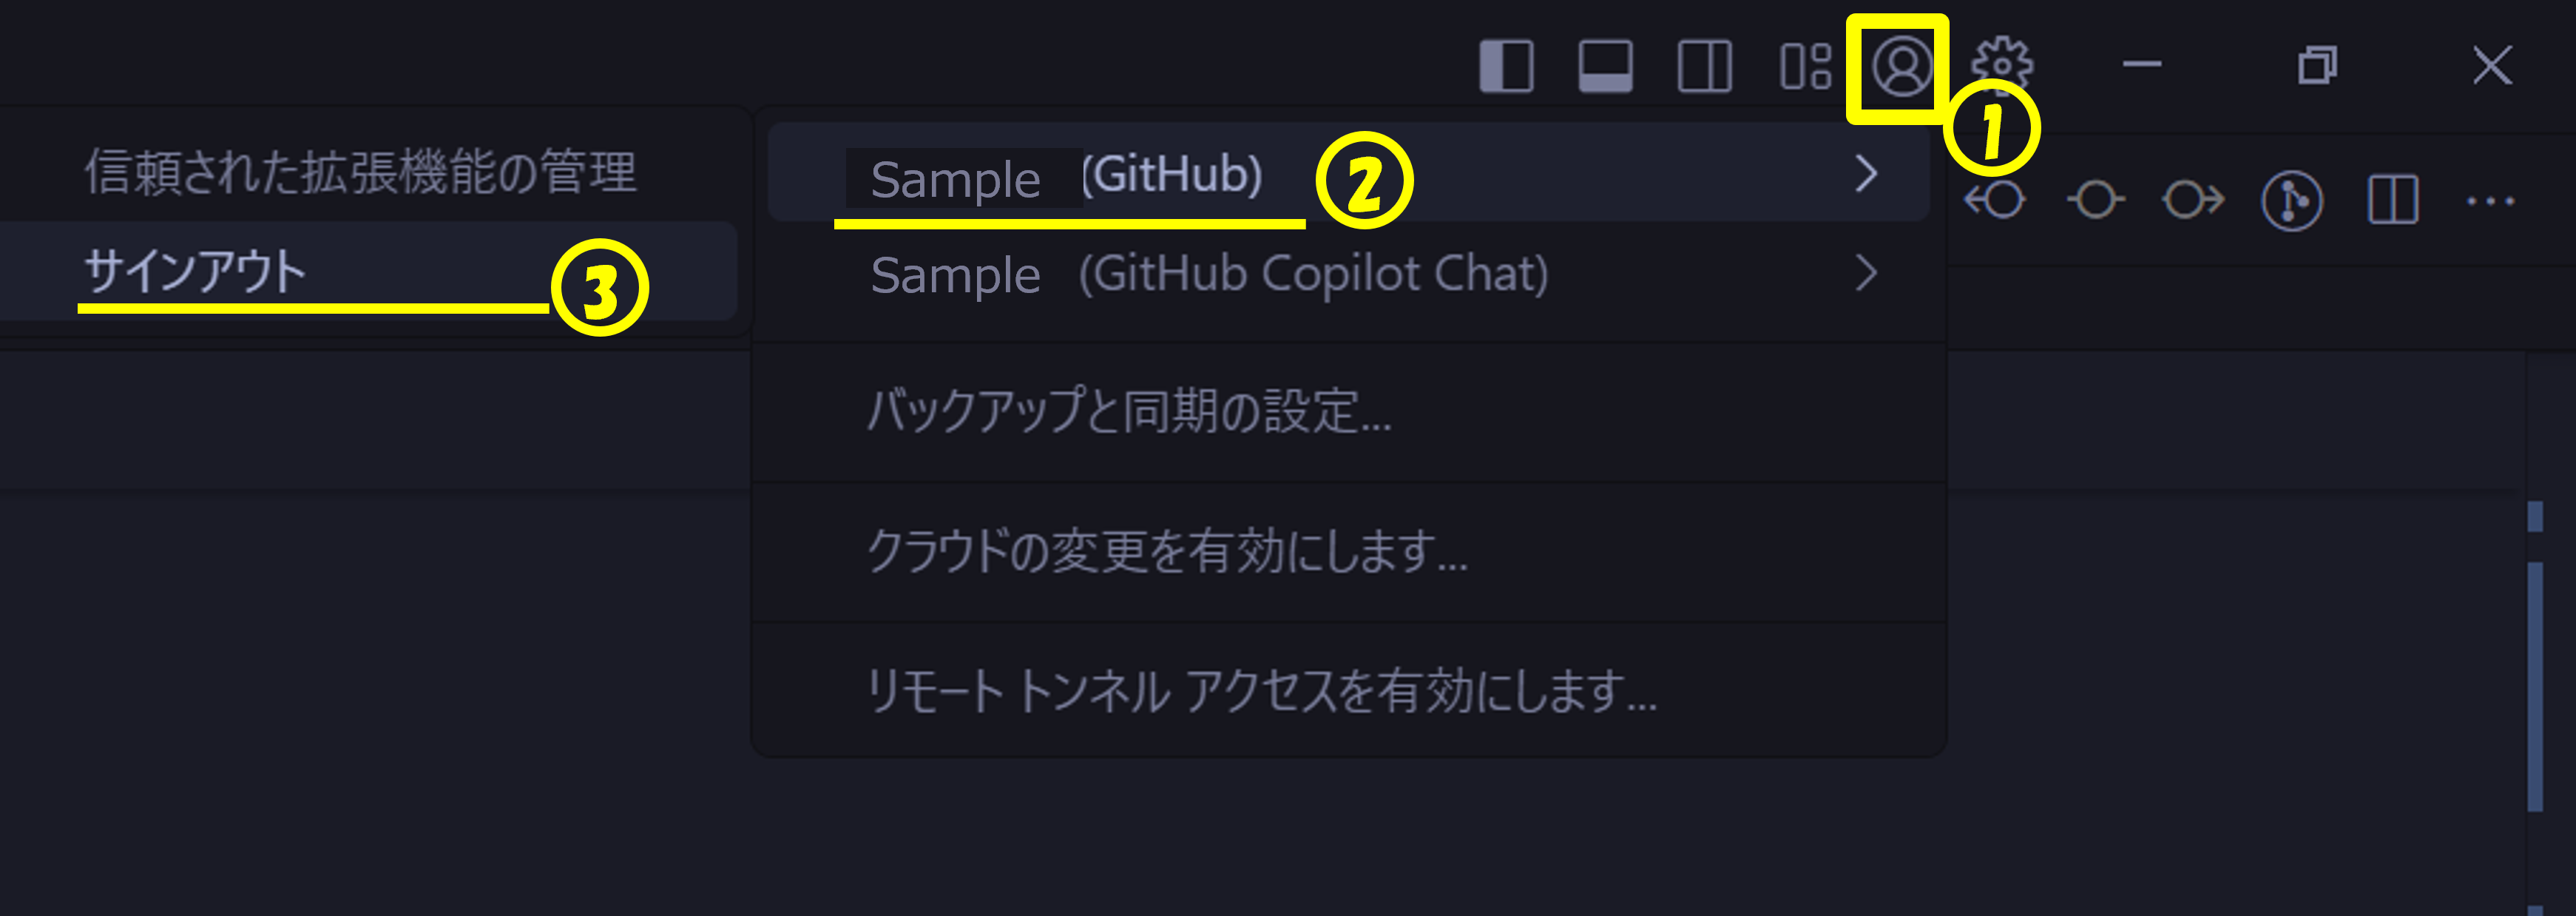 ①
信頼された拡張機能の管理
サインアウト
③
Sample (GitHub)
②
Sample (GitHub Copilot Chat)
バックアップと同期の設定...
クラウドの変更を有効にします...
リモート トンネル アクセスを有効にします...